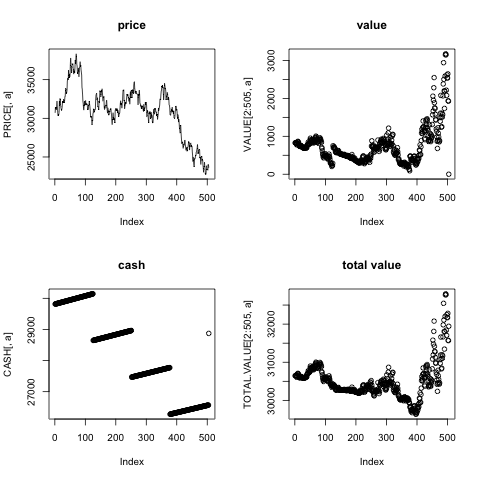 price
PRICE[, a]
25000 30000 35000
0 100 200 300 400 500
Index
value
VALUE[2:505, a]
0 1000 2000 3000
0 100 200 300 400 500
Index
cash
CASH[, a]
27000 29000
0 100 200 300 400 500
Index
total value
TOTAL.VALUE[2:505, a]
30000 31000 32000
0 100 200 300 400 500
Index